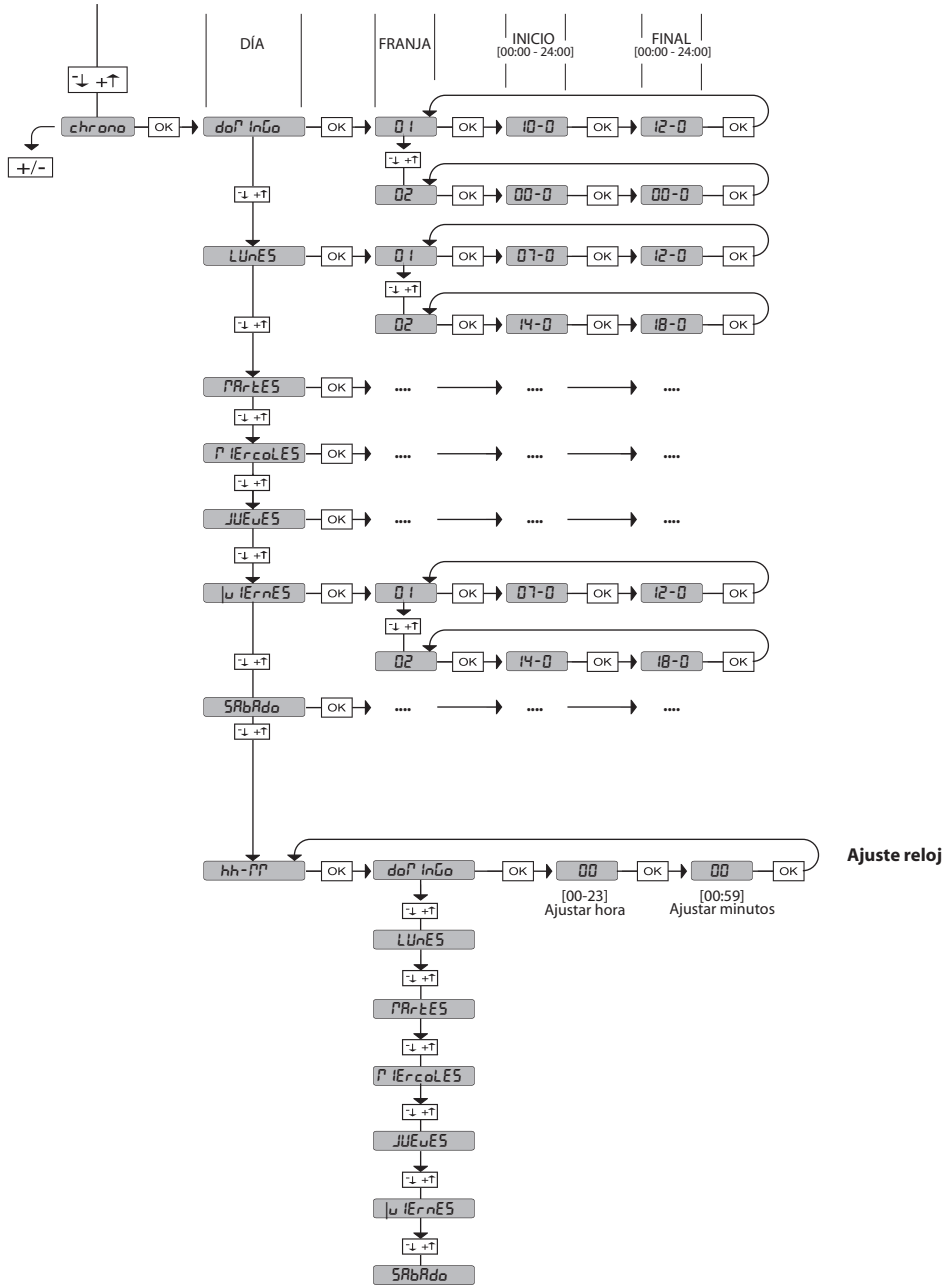 DÍA FRANJA INICIO FINAL
[00:00 - 24:00] [00:00 - 24:00]
-↓ +↑
chrono OK doMInGo OK 01 OK 10-0 OK 12-0 OK
+/-
-↓ +↑
-↓ +↑ 02 OK 00-0 OK 00-0 OK
LUnES OK 01 OK 07-0 OK 12-0 OK
-↓ +↑
-↓ +↑ 02 OK 14-0 OK 18-0 OK
MArtES OK .... .... ....
-↓ +↑
MIErcoLES OK .... .... ....
-↓ +↑
JUEvES OK .... .... ....
-↓ +↑
|vIErnES OK 01 OK 07-0 OK 12-0 OK
-↓ +↑
-↓ +↑ 02 OK 14-0 OK 18-0 OK
SAbAdo OK .... .... ....
-↓ +↑
Ajuste reloj
hh-MM OK doMInGo OK 00 OK 00 OK
[00-23] [00:59]
Ajustar hora Ajustar minutos
-↓ +↑
LUnES
-↓ +↑
MArtES
-↓ +↑
MIErcoLES
-↓ +↑
JUEvES
-↓ +↑
|vIErnES
-↓ +↑
SAbAdo